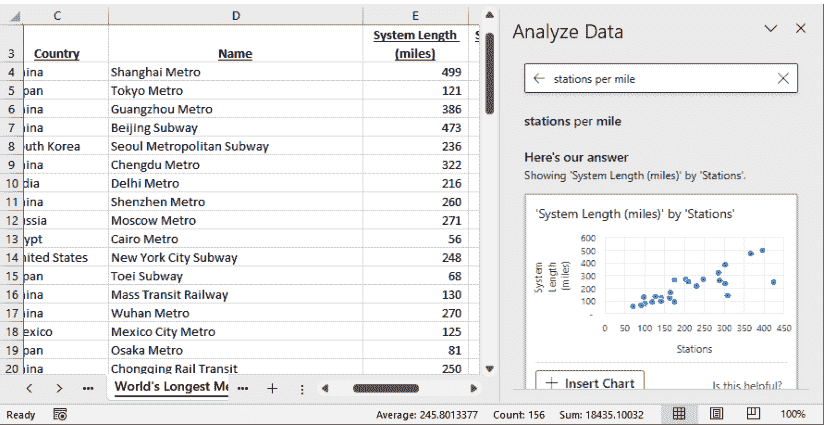 C D E
System Length S
3 Country Name (miles)
4 ina Shanghai Metro 499
5 pan Tokyo Metro 121
6 ina Guangzhou Metro 386
7 ina Beijing Subway 473
8 uth Korea Seoul Metropolitan Subway 236
9 ina Chengdu Metro 322
10 dia Delhi Metro 216
11 ina Shenzhen Metro 260
12 ssia Moscow Metro 271
13 ypt Cairo Metro 56
14 nited States New York City Subway 248
15 pan Toei Subway 68
16 ina Mass Transit Railway 130
17 ina Wuhan Metro 270
18 exico Mexico City Metro 125
19 pan Osaka Metro 81
20 ina Chongqing Rail Transit 250
World's Longest Me
Analyze Data
stations per mile
stations per mile
Here's our answer
Showing 'System Length (miles)' by 'Stations'.
'System Length (miles)' by 'Stations'
System
Length
(miles)
600
500
400
300
200
100
-
0 50 100 150 200 250 300 350 400 450
Stations
+ Insert Chart
Is this helpful?
Ready Average: 245.8013377 Count: 156 Sum: 18435.10032 100%